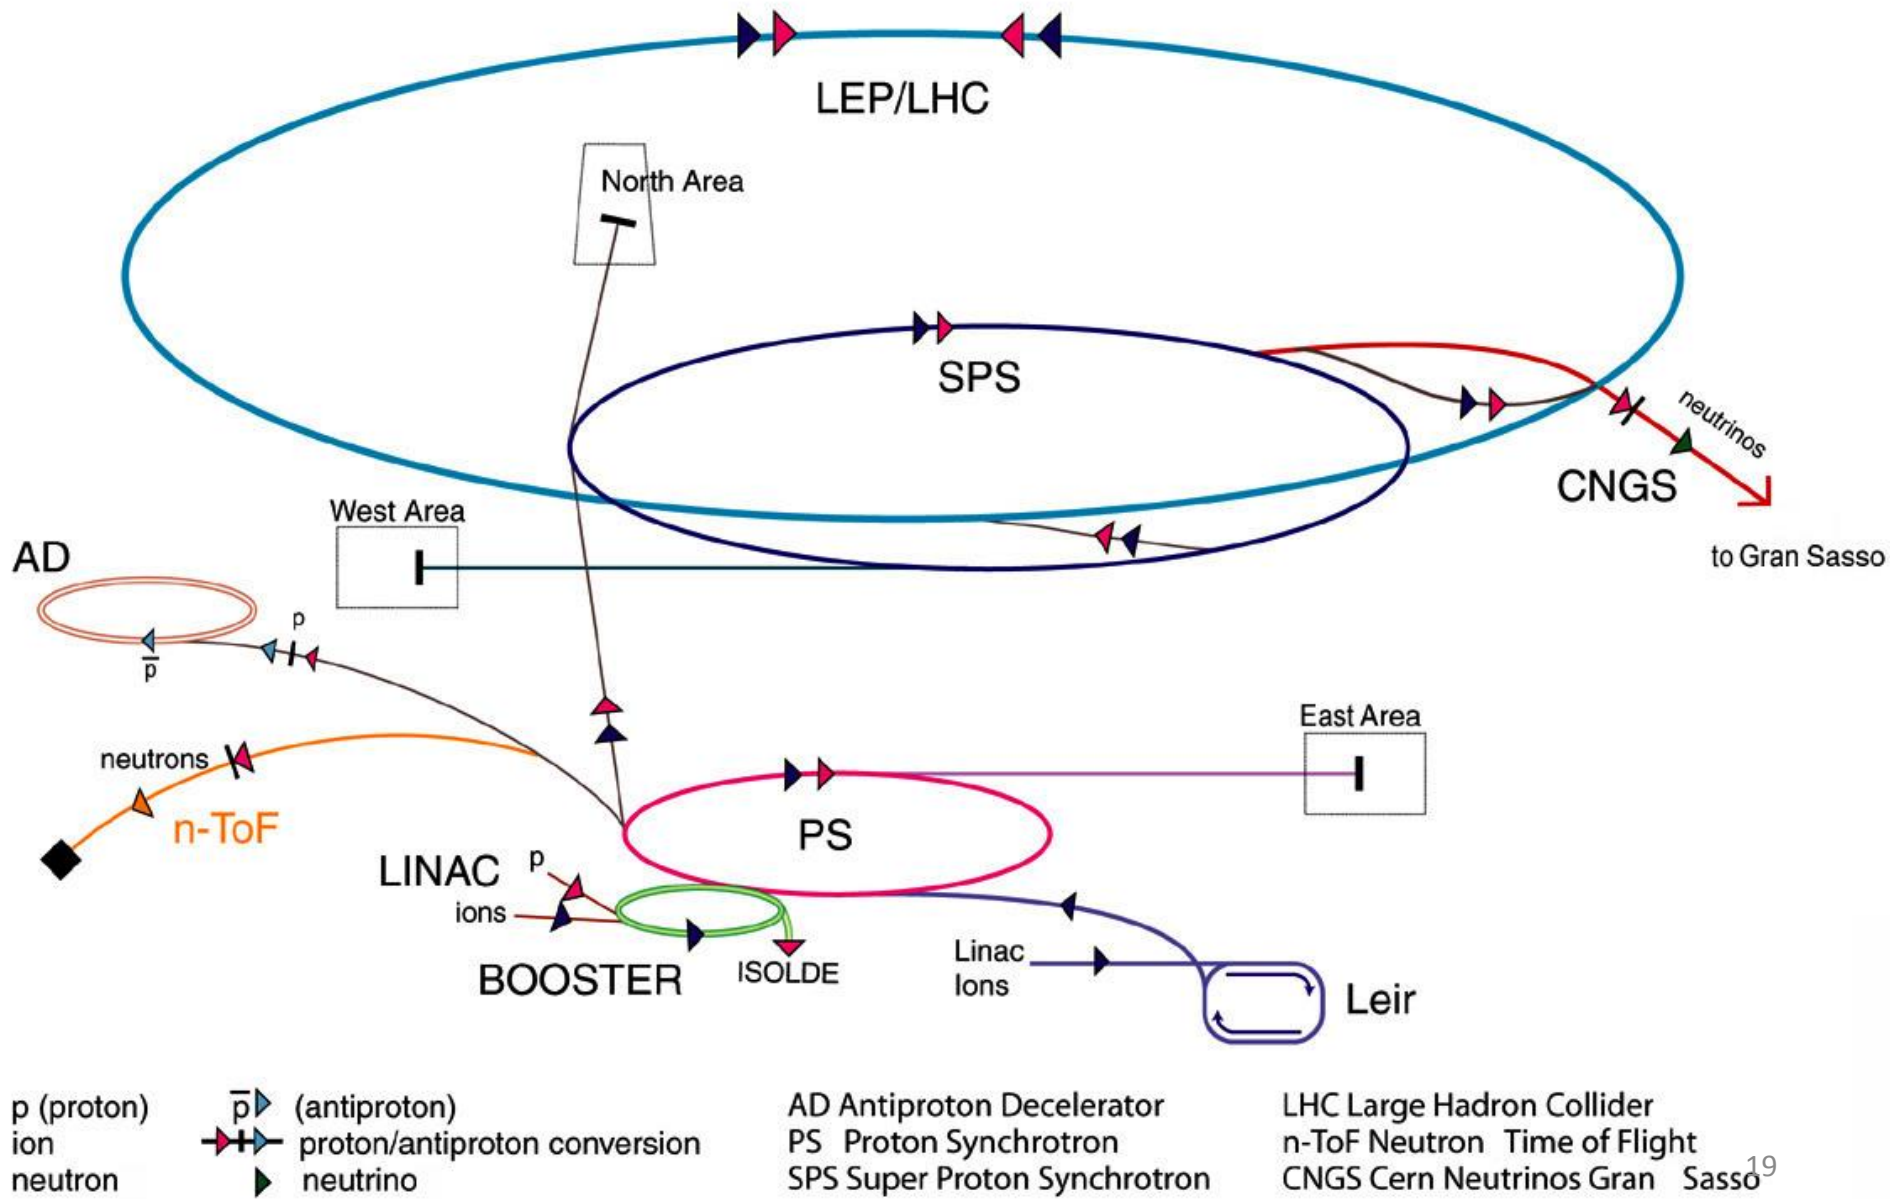 LEP/LHC
North Area
SPS
neutrinos
CNGS
West Area
to Gran Sasso
AD
p
p̅
East Area
neutrons
n-ToF
PS
LINAC
p
ions
BOOSTER
ISOLDE
Linac
Ions
Leir
p (proton)
ion
neutron
p̅ (antiproton)
proton/antiproton conversion
neutrino
AD Antiproton Decelerator
PS Proton Synchrotron
SPS Super Proton Synchrotron
LHC Large Hadron Collider
n-ToF Neutron Time of Flight
CNGS Cern Neutrinos Gran Sasso
19